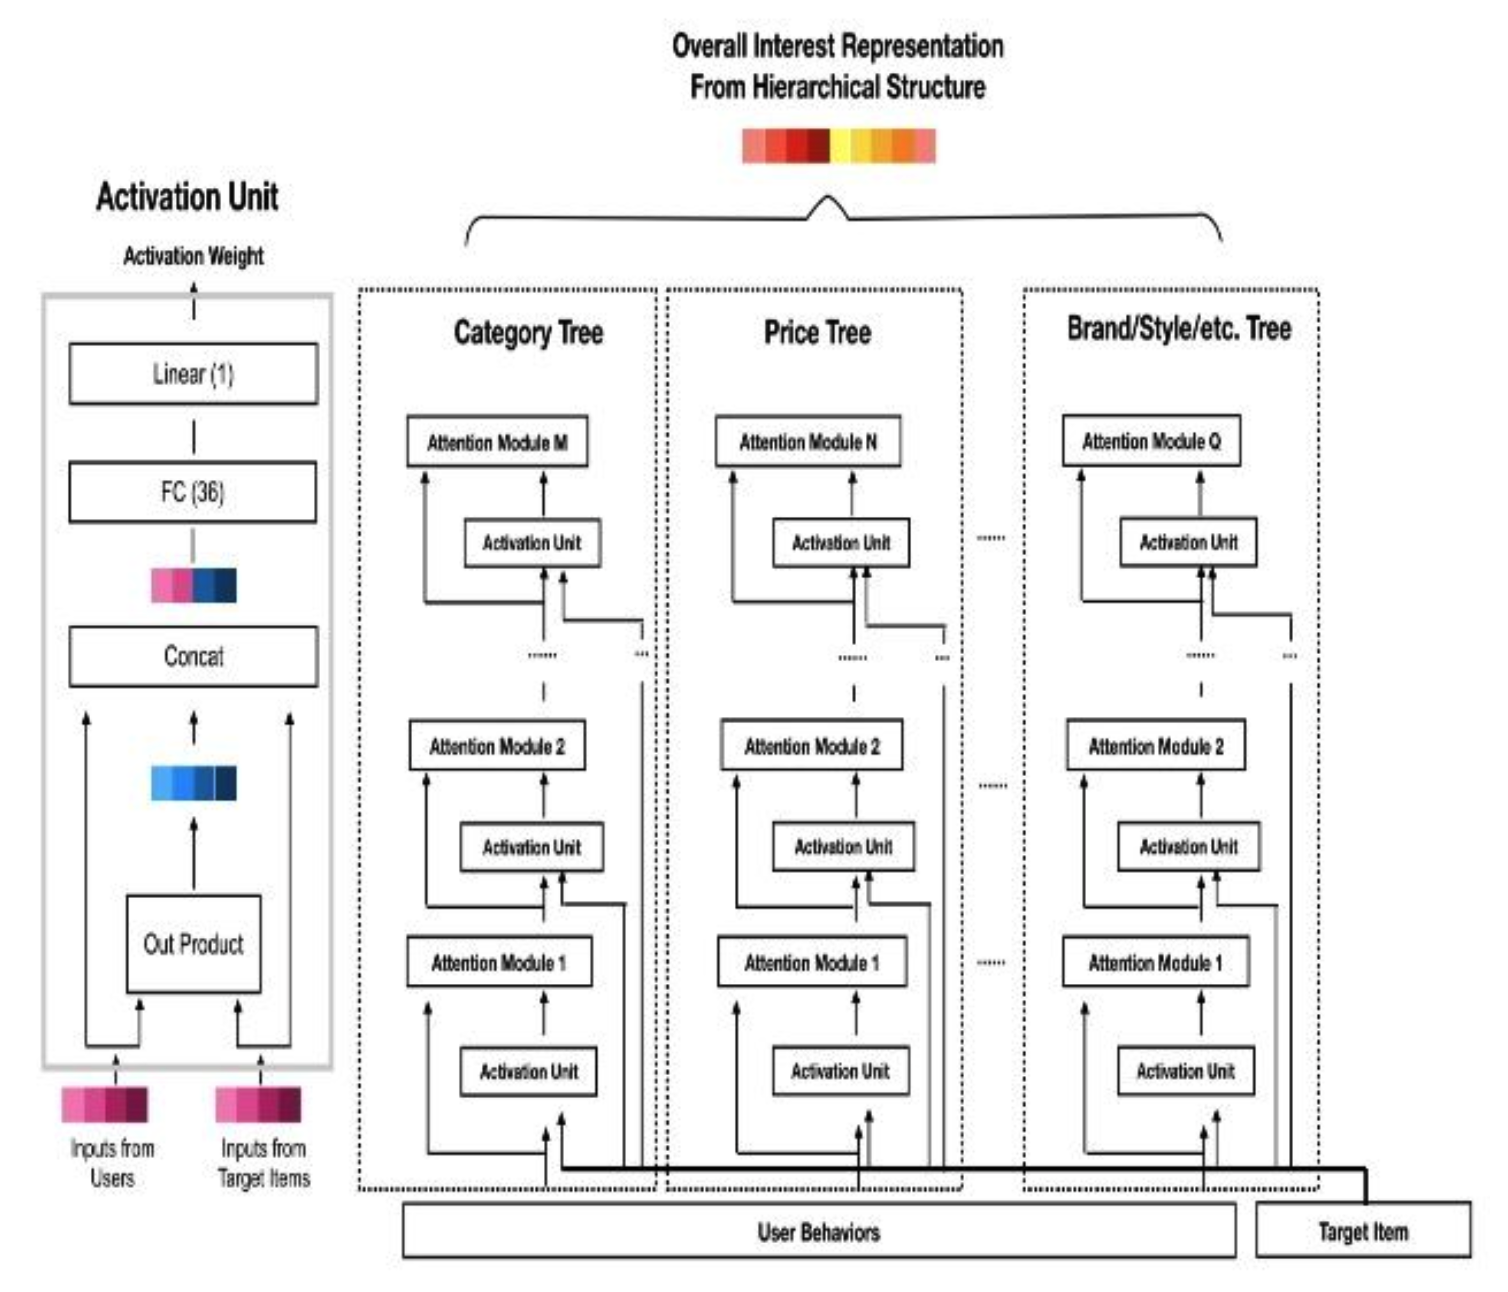 Overall Interest Representation
From Hierarchical Structure
Activation Unit
Activation Weight
Linear (1)
FC (36)
Concat
Out Product
Inputs from
Users
Inputs from
Target Items
Category Tree
Attention Module M
Activation Unit
......
...
Attention Module 2
Activation Unit
Attention Module 1
Activation Unit
Price Tree
Attention Module N
Activation Unit
......
...
Attention Module 2
Activation Unit
Attention Module 1
Activation Unit
......
......
......
Brand/Style/etc. Tree
Attention Module Q
Activation Unit
......
...
Attention Module 2
Activation Unit
Attention Module 1
Activation Unit
User Behaviors
Target Item